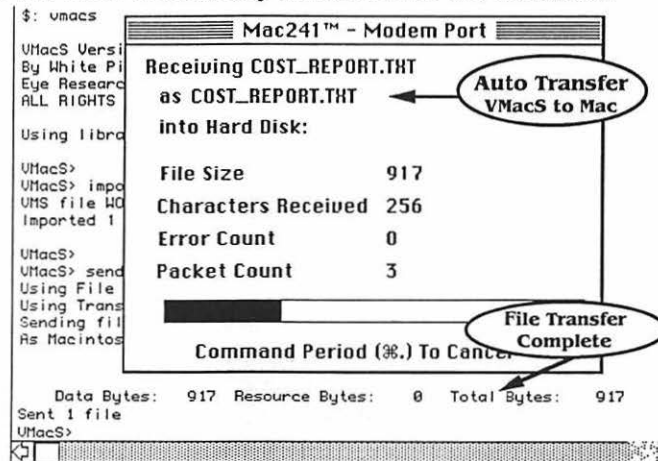 $: vmacs
Mac241™ - Modem Port
VMacS Versi
By White Pi
Eye Researc
ALL RIGHTS
Using libra
VMacS>
VMacS> impo
VMS file WO
Imported 1
VMacS>
VMacS> send
Using File
Using Trans
Sending fil
As Macintos
Receiving COST_REPORT.TXT
as COST_REPORT.TXT
into Hard Disk:
File Size 917
Characters Received 256
Error Count 0
Packet Count 3
Command Period (⌘.) To Cancel
Auto Transfer
VMacS to Mac
File Transfer
Complete
Data Bytes: 917 Resource Bytes: 0 Total Bytes: 917
Sent 1 file
VMacS>